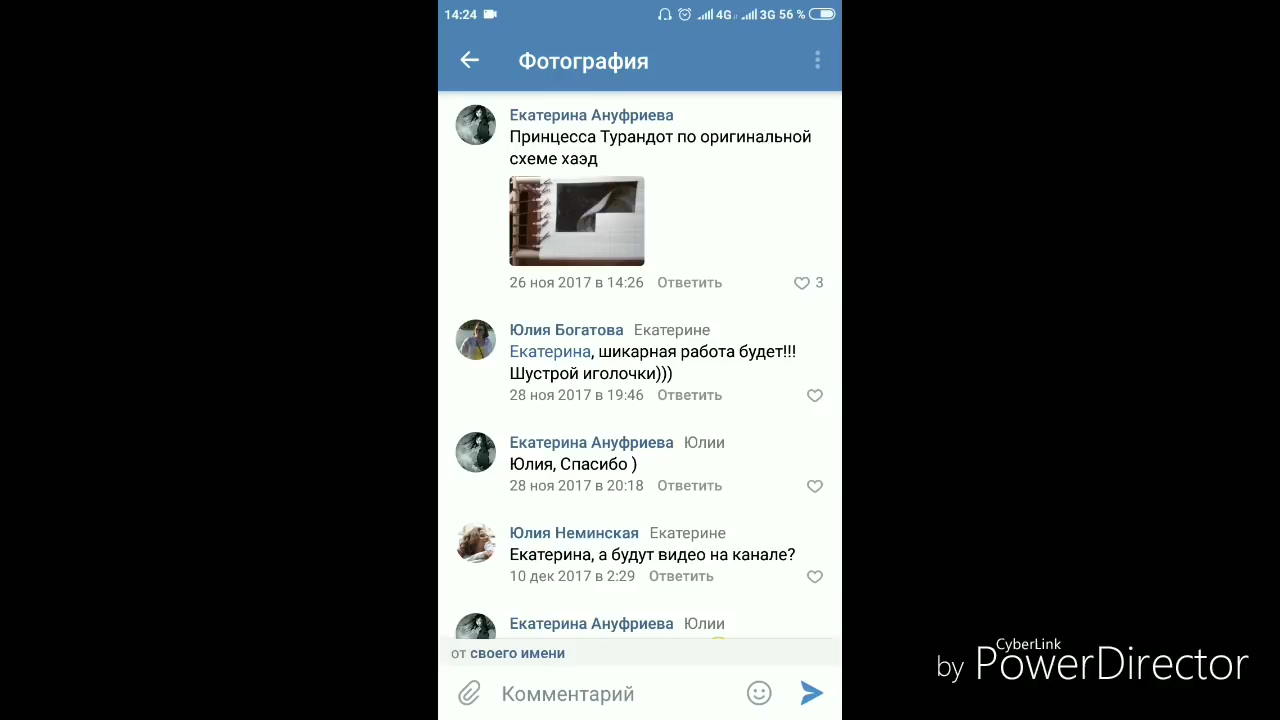 14:24 4G 3G 56 %
Фотография
Екатерина Ануфриева
Принцесса Турандот по оригинальной
схеме хаэд
26 ноя 2017 в 14:26 Ответить 3
Юлия Богатова Екатерине
Екатерина, шикарная работа будет!!!
Шустрой иголочки)))
28 ноя 2017 в 19:46 Ответить
Екатерина Ануфриева Юлии
Юлия, Спасибо )
28 ноя 2017 в 20:18 Ответить
Юлия Неминская Екатерине
Екатерина, а будут видео на канале?
10 дек 2017 в 2:29 Ответить
Екатерина Ануфриева Юлии
от своего имени
Комментарий
CyberLink
by PowerDirector